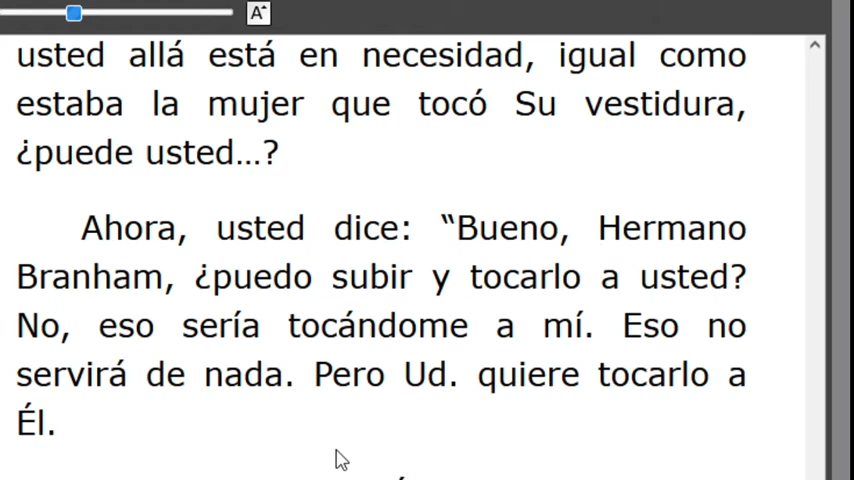 A
usted allá está en necesidad, igual como
estaba la mujer que tocó Su vestidura,
¿puede usted...?
Ahora, usted dice: “Bueno, Hermano
Branham, ¿puedo subir y tocarlo a usted?
No, eso sería tocándome a mí. Eso no
servirá de nada. Pero Ud. quiere tocarlo a
Él.